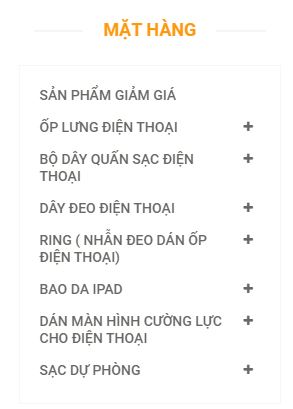 MẶT HÀNG
SẢN PHẨM GIẢM GIÁ
ỐP LƯNG ĐIỆN THOẠI +
BỘ DÂY QUẤN SẠC ĐIỆN +
THOẠI
DÂY ĐEO ĐIỆN THOẠI +
RING ( NHẪN ĐEO DÁN ỐP +
ĐIỆN THOẠI)
BAO DA IPAD +
DÁN MÀN HÌNH CƯỜNG LỰC +
CHO ĐIỆN THOẠI
SẠC DỰ PHÒNG +